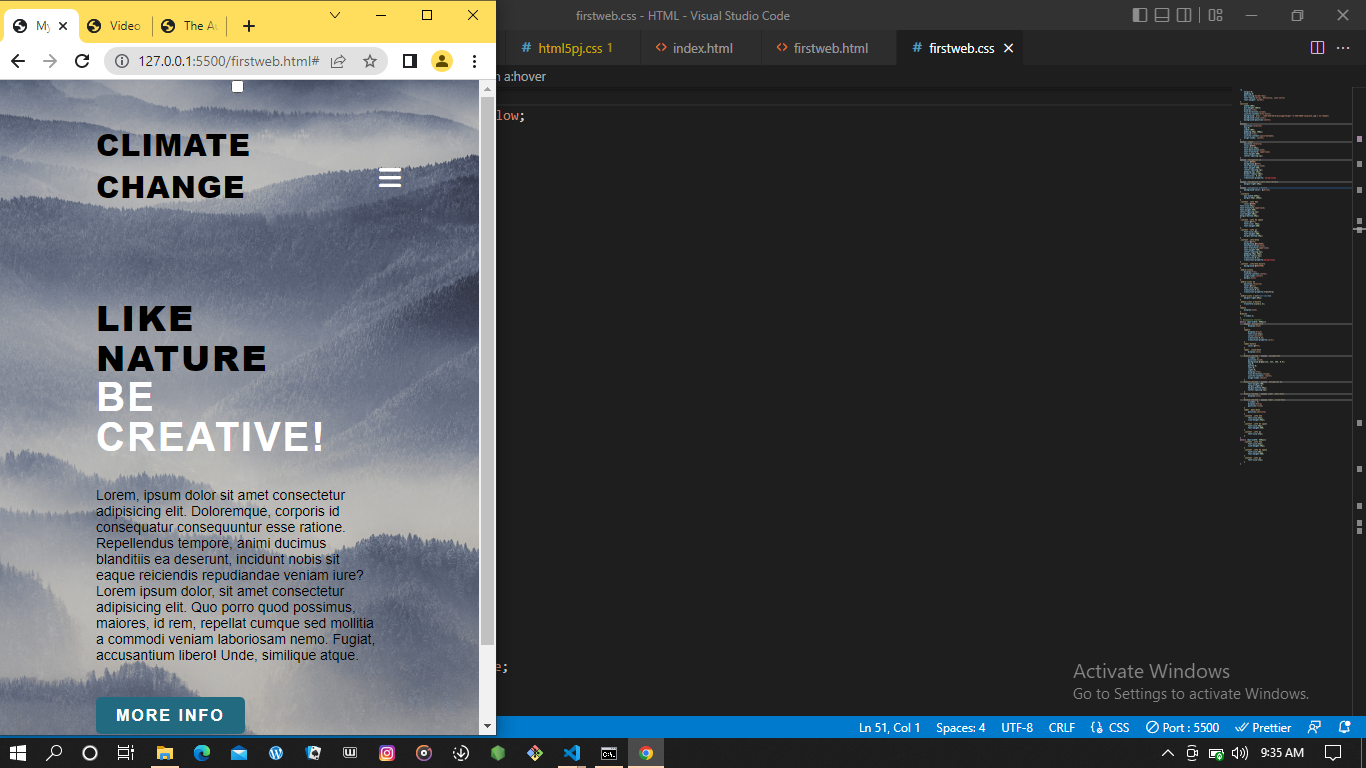 My
Video
The Au
127.0.0.1:5500/firstweb.html#
CLIMATE
CHANGE
LIKE
NATURE
BE
CREATIVE!
Lorem, ipsum dolor sit amet consectetur
adipisicing elit. Doloremque, corporis id
consequatur consequuntur esse ratione.
Repellendus tempore, animi ducimus
blanditiis ea deserunt, incidunt nobis sit
eaque reiciendis repudiandae veniam iure?
Lorem ipsum dolor, sit amet consectetur
adipisicing elit. Quo porro quod possimus,
maiores, id rem, repellat cumque sed mollitia
a commodi veniam laboriosam nemo. Fugiat,
accusantium libero! Unde, similique atque.
MORE INFO
firstweb.css - HTML - Visual Studio Code
# html5pj.css 1
<> index.html
<> firstweb.html
# firstweb.css
a:hover
low;
e;
Activate Windows
Go to Settings to activate Windows.
Ln 51, Col 1 Spaces: 4 UTF-8 CRLF {} CSS Port : 5500 Prettier
9:35 AM